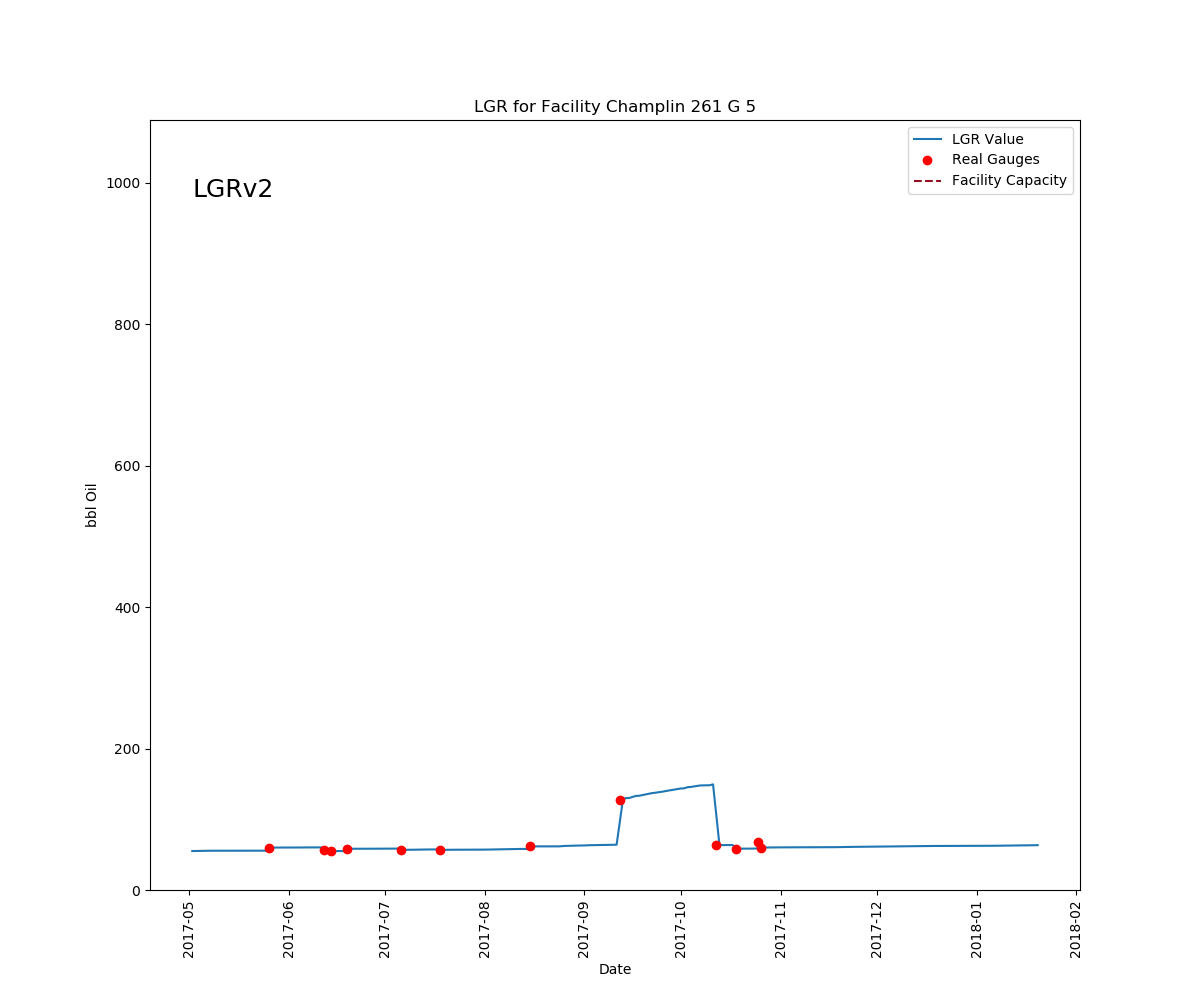 LGR for Facility Champlin 261 G 5
LGR Value
Real Gauges
Facility Capacity
LGRv2
1000
800
600
400
200
0
bbl Oil
2017-05
2017-06
2017-07
2017-08
2017-09
2017-10
2017-11
2017-12
2018-01
2018-02
Date